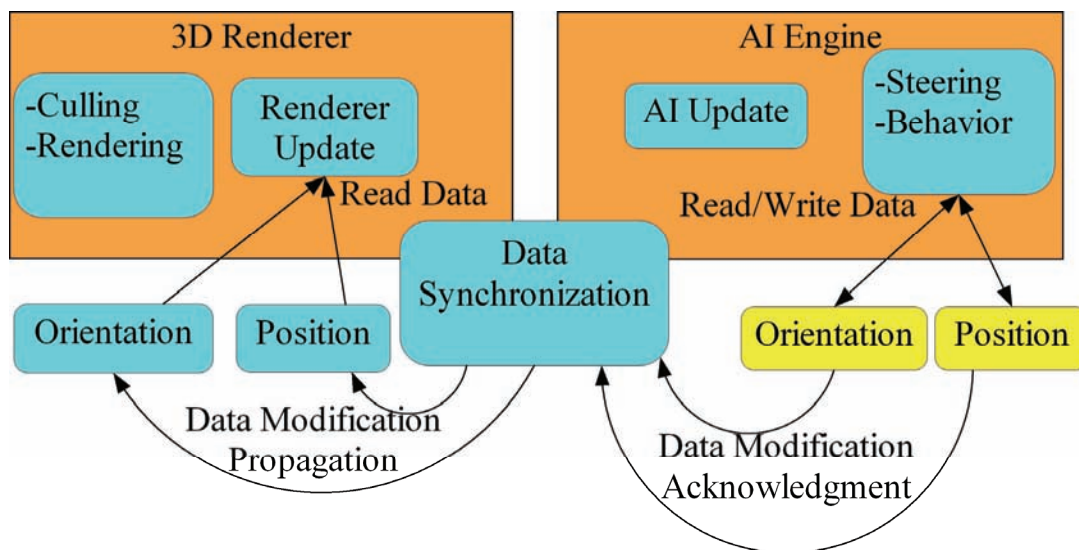 3D Renderer
-Culling
-Rendering
Renderer
Update
Read Data
AI Engine
AI Update
-Steering
-Behavior
Read/Write Data
Data
Synchronization
Orientation
Position
Orientation
Position
Data Modification
Propagation
Data Modification
Acknowledgment